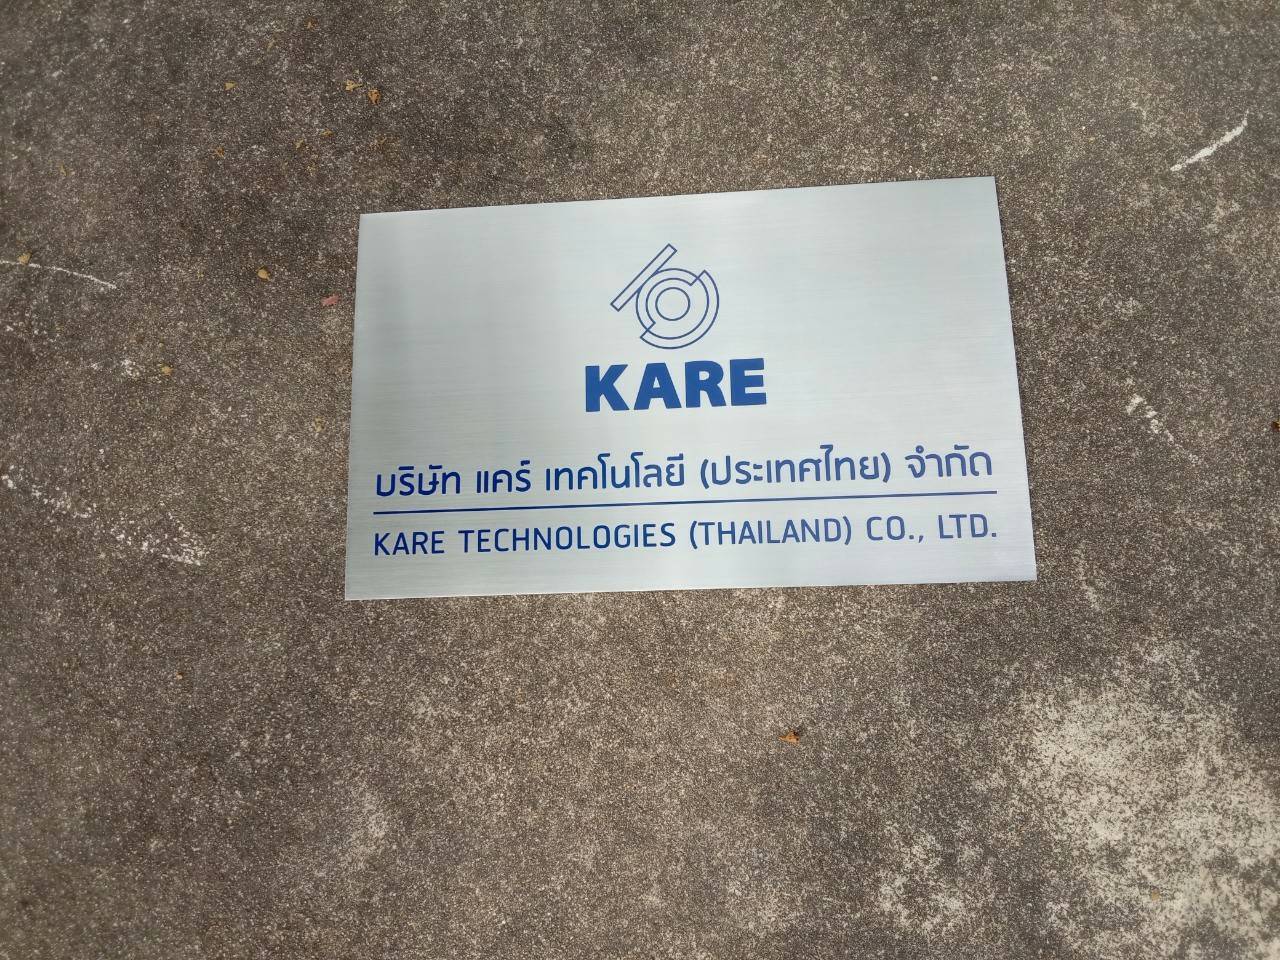 KARE
บริษัท แคร์ เทคโนโลยี (ประเทศไทย) จำกัด
KARE TECHNOLOGIES (THAILAND) CO., LTD.